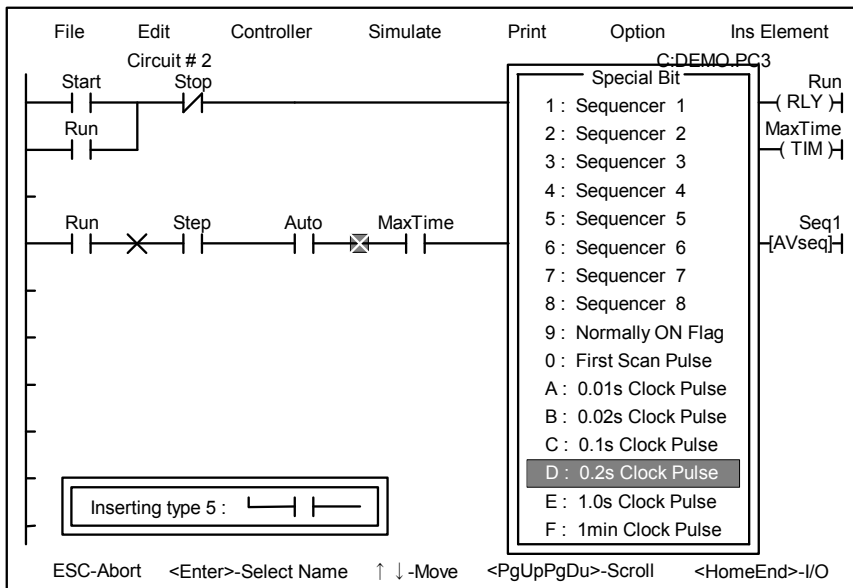 File Edit Controller Simulate Print Option Ins Element
Circuit # 2 C:DEMO.PC3
Start Stop Special Bit Run
1 : Sequencer 1 ( RLY )
Run 2 : Sequencer 2 MaxTime
3 : Sequencer 3 ( TIM )
4 : Sequencer 4
Run Step Auto MaxTime 5 : Sequencer 5 Seq1
6 : Sequencer 6 [AVseq]
7 : Sequencer 7
8 : Sequencer 8
9 : Normally ON Flag
0 : First Scan Pulse
A : 0.01s Clock Pulse
B : 0.02s Clock Pulse
C : 0.1s Clock Pulse
D : 0.2s Clock Pulse
Inserting type 5 : E : 1.0s Clock Pulse
F : 1min Clock Pulse
ESC-Abort <Enter>-Select Name ↑ ↓-Move <PgUpPgDu>-Scroll <HomeEnd>-I/O